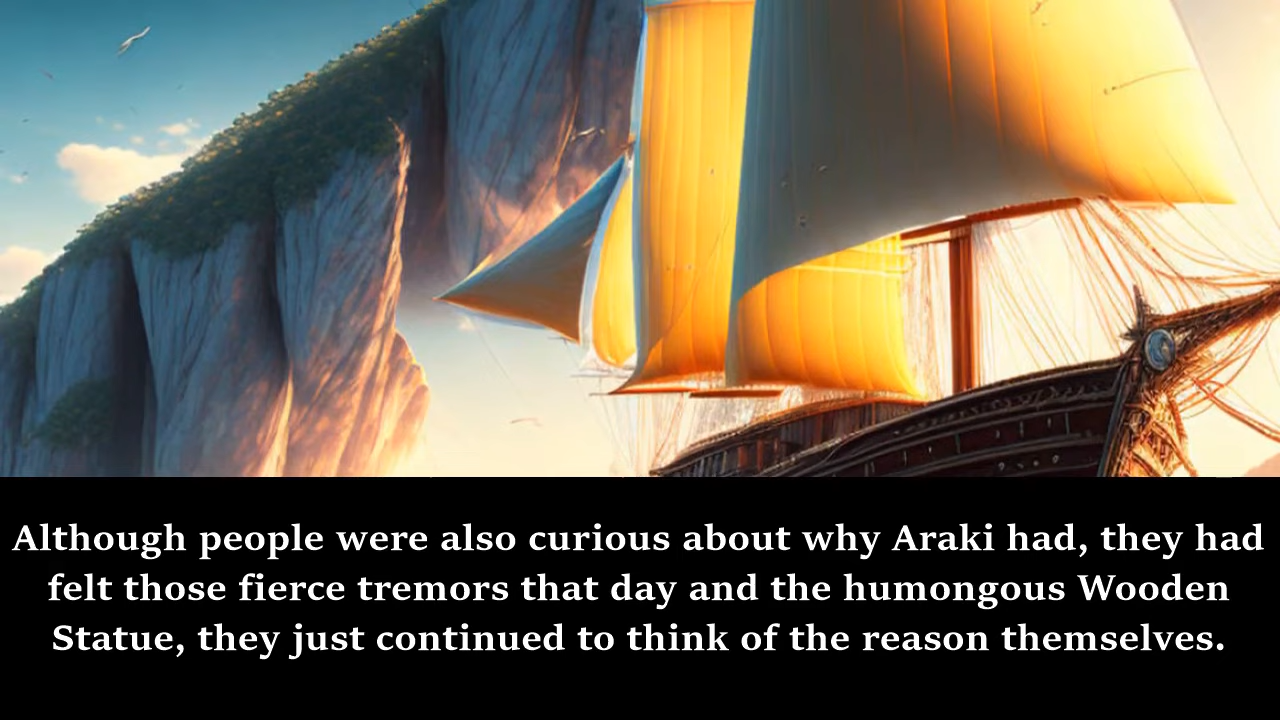 Although people were also curious about why Araki had, they had
felt those fierce tremors that day and the humongous Wooden
Statue, they just continued to think of the reason themselves.